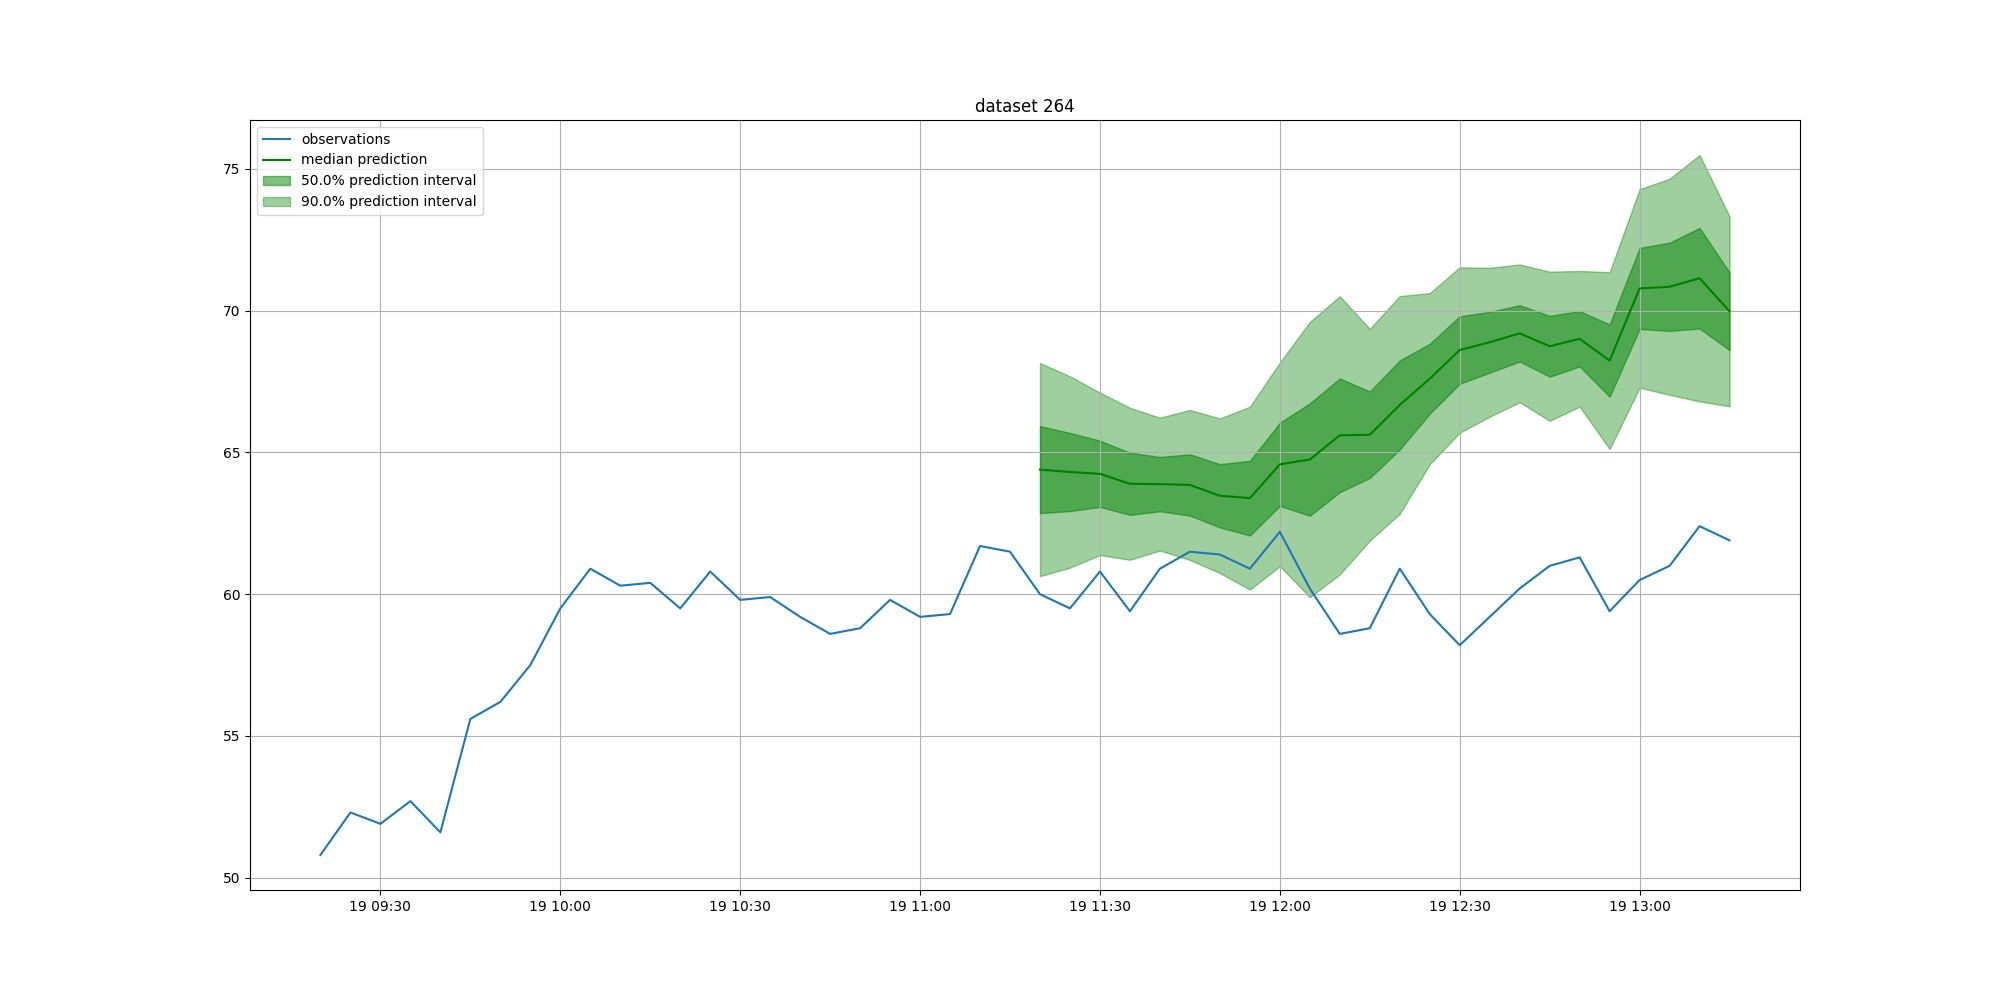 dataset 264
observations
median prediction
50.0% prediction interval
90.0% prediction interval
75
70
65
60
55
50
19 09:30
19 10:00
19 10:30
19 11:00
19 11:30
19 12:00
19 12:30
19 13:00